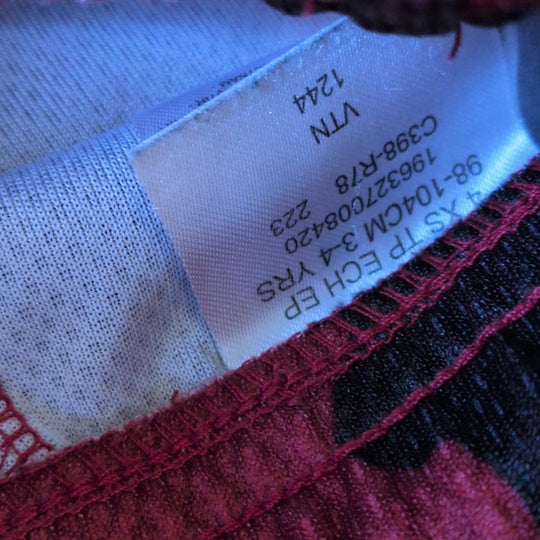 4 XS TP ECH EP
98-104CM 3-4 YRS
196327008420
C398-R78 223
VTN
1244